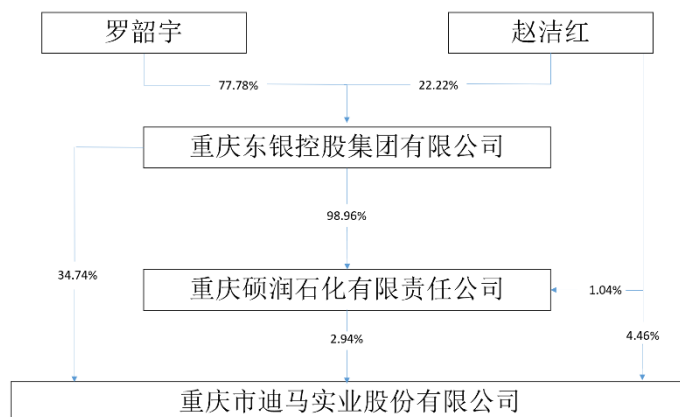 罗韶宇
赵洁红
77.78%
22.22%
重庆东银控股集团有限公司
98.96%
34.74%
重庆硕润石化有限责任公司
1.04%
2.94%
4.46%
重庆市迪马实业股份有限公司